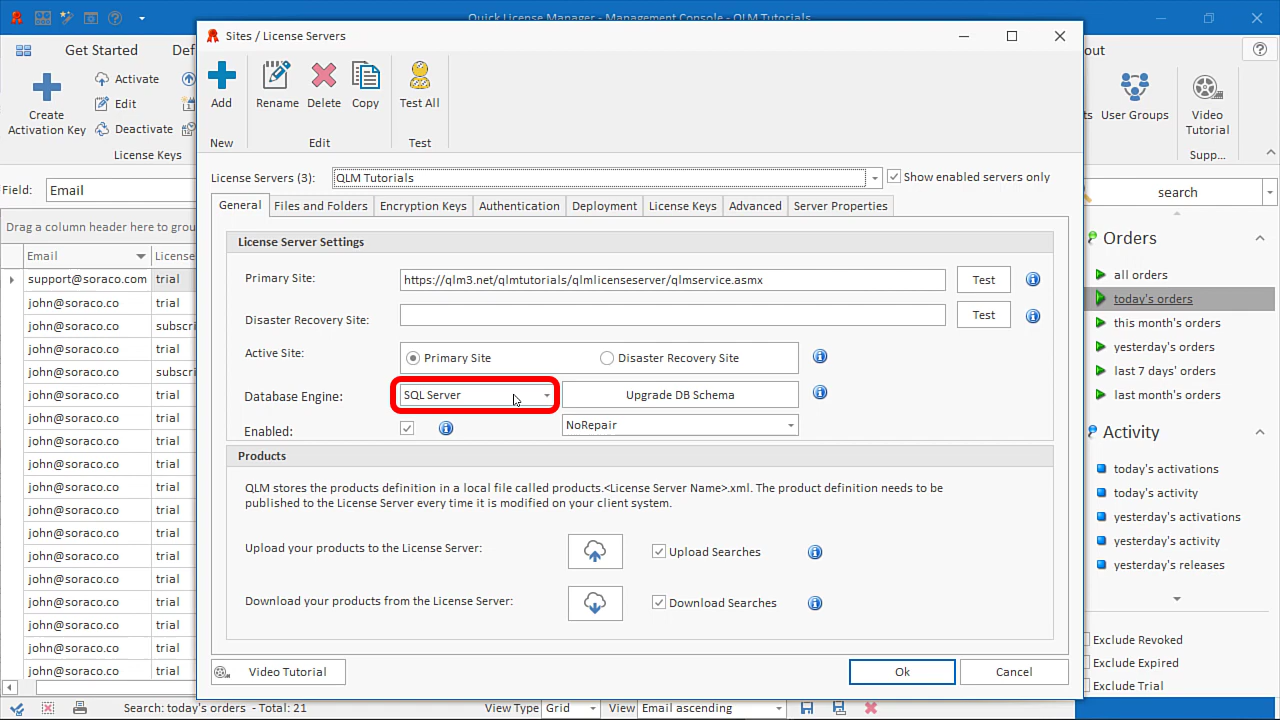 Quick License Manager - Management Console - QLM Tutorials
Get Started
Def
out
Create
Activation Key
Activate
Edit
Deactivate
License Keys
ts
User Groups
Video
Tutorial
Supp...
Field:
Email
search
Drag a column header here to grou
Email
License
support@soraco.com
trial
john@soraco.co
trial
john@soraco.co
subscri
john@soraco.co
trial
john@soraco.co
subscri
john@soraco.co
trial
john@soraco.co
trial
john@soraco.co
trial
john@soraco.co
trial
john@soraco.co
trial
john@soraco.co
trial
john@soraco.co
trial
john@soraco.co
trial
john@soraco.co
trial
john@soraco.co
trial
john@soraco.co
trial
john@soraco.co
trial
john@soraco.co
trial
Sites / License Servers
Add
New
Rename
Delete
Copy
Edit
Test All
Test
License Servers (3):
QLM Tutorials
Show enabled servers only
General
Files and Folders
Encryption Keys
Authentication
Deployment
License Keys
Advanced
Server Properties
License Server Settings
Primary Site:
https://qlm3.net/qlmtutorials/qlmlicenseserver/qlmservice.asmx
Test
Disaster Recovery Site:
Test
Active Site:
Primary Site
Disaster Recovery Site
Database Engine:
SQL Server
Upgrade DB Schema
Enabled:
NoRepair
Products
QLM stores the products definition in a local file called products.<License Server Name>.xml. The product definition needs to be
published to the License Server every time it is modified on your client system.
Upload your products to the License Server:
Upload Searches
Download your products from the License Server:
Download Searches
Video Tutorial
Ok
Cancel
Orders
all orders
today's orders
this month's orders
yesterday's orders
last 7 days' orders
last month's orders
Activity
today's activations
today's activity
yesterday's activations
yesterday's activity
yesterday's releases
Exclude Revoked
Exclude Expired
Exclude Trial
Search: today's orders - Total: 21
View Type
Grid
View
Email ascending